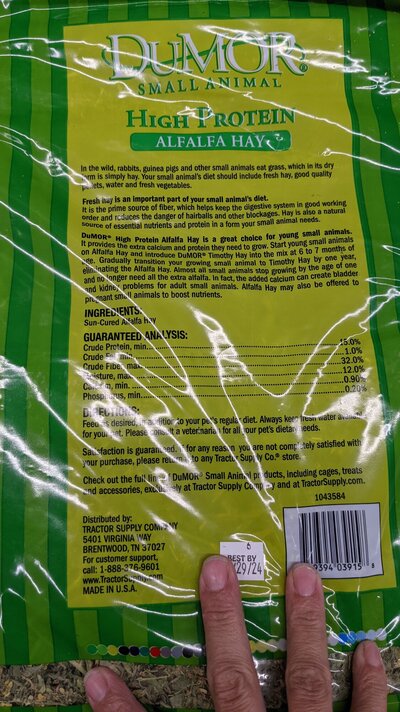 DuMOR®
SMALL ANIMAL
HIGH PROTEIN
ALFALFA HAY
In the wild, rabbits, guinea pigs and other small animals eat grass, which in its dry
form is simply hay. Your small animal's diet should include fresh hay, good quality
pellets, water and fresh vegetables.
Fresh hay is an important part of your small animal's diet.
It is the prime source of fiber, which helps keep the digestive system in good working
order and reduces the danger of hairballs and other blockages. Hay is also a natural
source of essential nutrients and protein in a form your small animal needs.
DuMOR® High Protein Alfalfa Hay is a great choice for young small animals.
It provides the extra calcium and protein they need to grow. Start young small animals
on Alfalfa Hay and introduce DuMOR® Timothy Hay into the mix at 6 to 7 months of
age. Gradually transition your growing small animal to Timothy Hay by one year,
eliminating the Alfalfa Hay. Almost all small animals stop growing by the age of one
and no longer need all the extra alfalfa. In fact, the added calcium can create bladder
and kidney problems for adult small animals. Alfalfa Hay may also be offered to
pregnant small animals to boost nutrients.
INGREDIENTS:
Sun-Cured Alfalfa Hay
GUARANTEED ANALYSIS:
Crude Protein, min. 15.0%
Crude Fat, min. 1.0%
Crude Fiber, max. 32.0%
Moisture, max. 12.0%
Calcium, min. 0.90%
Phosphorus, min. 0.20%
DIRECTIONS:
Feed as desired, in addition to your pet's regular diet. Always keep fresh water available
for your pet. Please consult a veterinarian for all your pet's dietary needs.
Satisfaction is guaranteed. If for any reason you are not completely satisfied with
your purchase, please return to any Tractor Supply Co.® store.
Check out the full line of DuMOR® Small Animal products, including cages, treats
and accessories, exclusively at Tractor Supply Company and at TractorSupply.com.
1043584
Distributed by:
TRACTOR SUPPLY COMPANY
5401 VIRGINIA WAY
BRENTWOOD, TN 37027
For customer support,
call: 1-888-376-9601
www.TractorSupply.com
MADE IN U.S.A.
6
BEST BY
/29/24
9394 03915 8